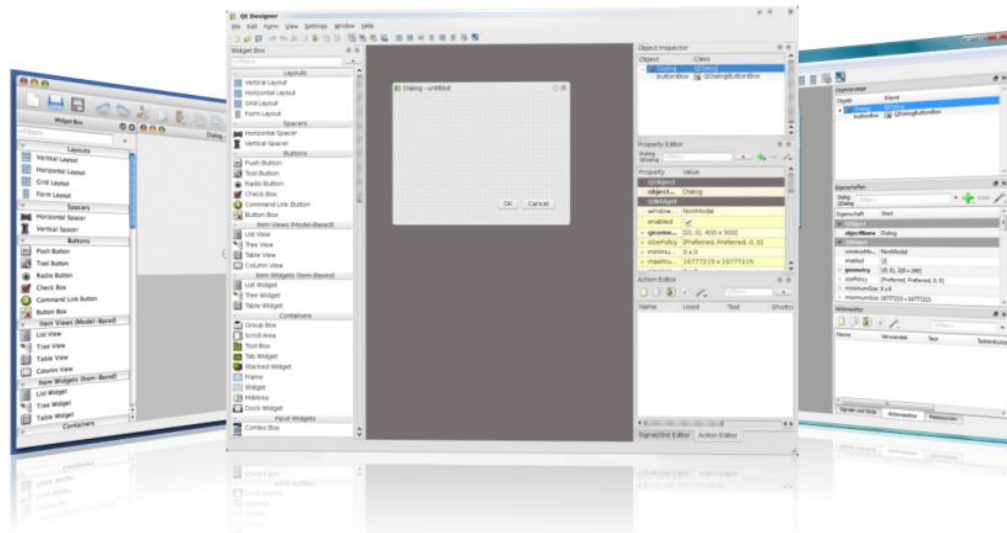 Widget Box
Layouts
Vertical Layout
Horizontal Layout
Grid Layout
Form Layout
Spacers
Horizontal Spacer
Vertical Spacer
Buttons
Push Button
Tool Button
Radio Button
Check Box
Command Link Button
Button Box
Item Views (Model-Based)
List View
Tree View
Table View
Column View
Item Widgets (Item-Based)
List Widget
Tree Widget
Table Widget
Containers
Qt Designer
File Edit Form View Settings Window Help
Widget Box
Layouts
Vertical Layout
Horizontal Layout
Grid Layout
Form Layout
Spacers
Horizontal Spacer
Vertical Spacer
Buttons
Push Button
Tool Button
Radio Button
Check Box
Command Link Button
Button Box
Item Views (Model-Based)
List View
Tree View
Table View
Column View
Item Widgets (Item-Based)
List Widget
Tree Widget
Table Widget
Containers
Group Box
Scroll Area
Tool Box
Tab Widget
Stacked Widget
Frame
Widget
MdiArea
Dock Widget
Input Widgets
Combo Box
Dialog - untitled
OK Cancel
Object Inspector
Object Class
Dialog QDialog
buttonBox QDialogButtonBox
Property Editor
Dialog
QDialog
Property Value
QObject
object... Dialog
QWidget
window... NonModal
enabled
geome... [(0, 0), 400 x 300]
sizePolicy [Preferred, Preferred, 0, 0]
minimu... 0 x 0
maximu... 16777215 x 16777215
Action Editor
Name Used Text Shortcu
Signal/Slot Editor Action Editor
Objektanzeige
Objekt Klasse
Dialog QDialog
buttonBox QDialogButtonBox
Eigenschaften
Dialog
QDialog
Eigenschaft Wert
QObject
objectName Dialog
QWidget
windowMo... NonModal
enabled
geometry
sizePolicy [Preferred, Preferred, 0, 0]
minimumSize 0 x 0
maximumSize 16777215 x 16777215
Aktionseditor
Name Verwendet Text
Aktionseditor Ressourcen